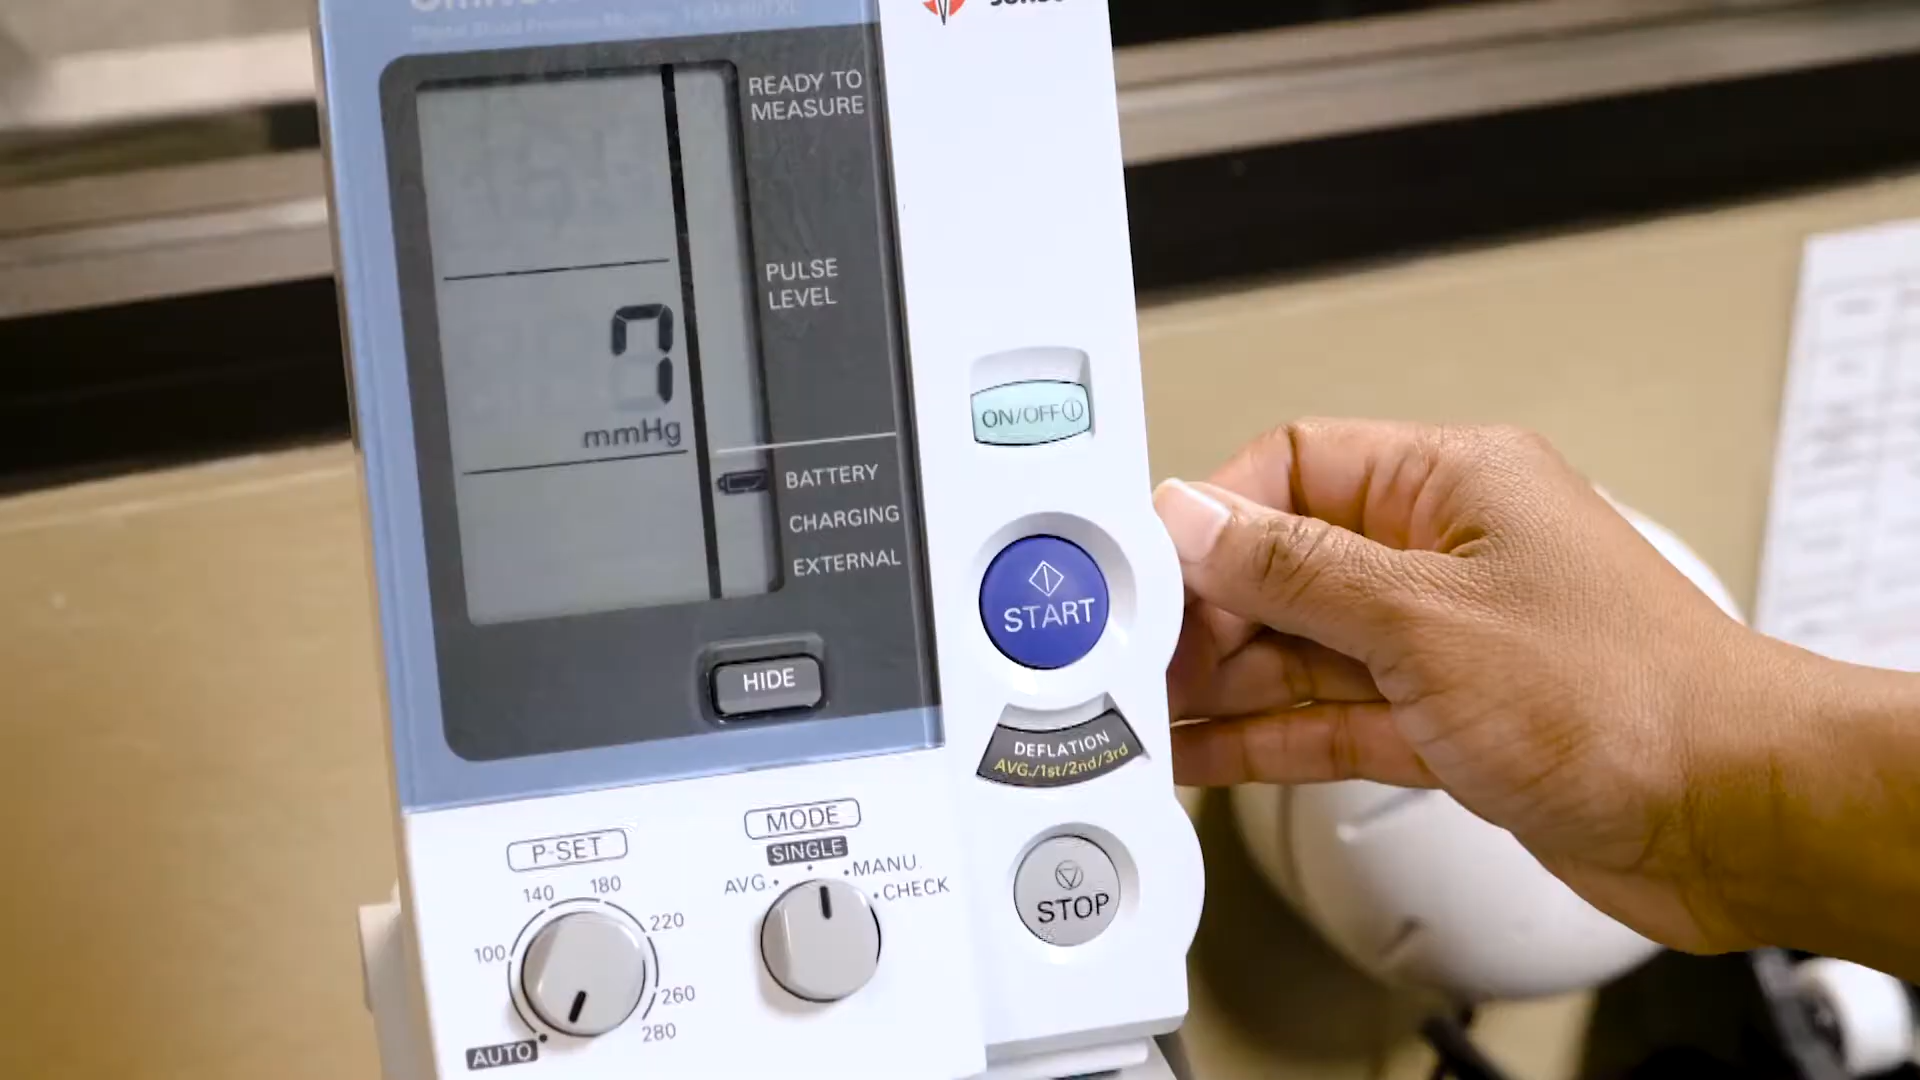 READY TO
MEASURE
PULSE
LEVEL
7
mmHg
BATTERY
CHARGING
EXTERNAL
HIDE
ON/OFF
START
DEFLATION
AVG./1st/2nd/3rd
STOP
P-SET
100
140
180
220
260
280
AUTO
MODE
AVG.
SINGLE
MANU.
CHECK